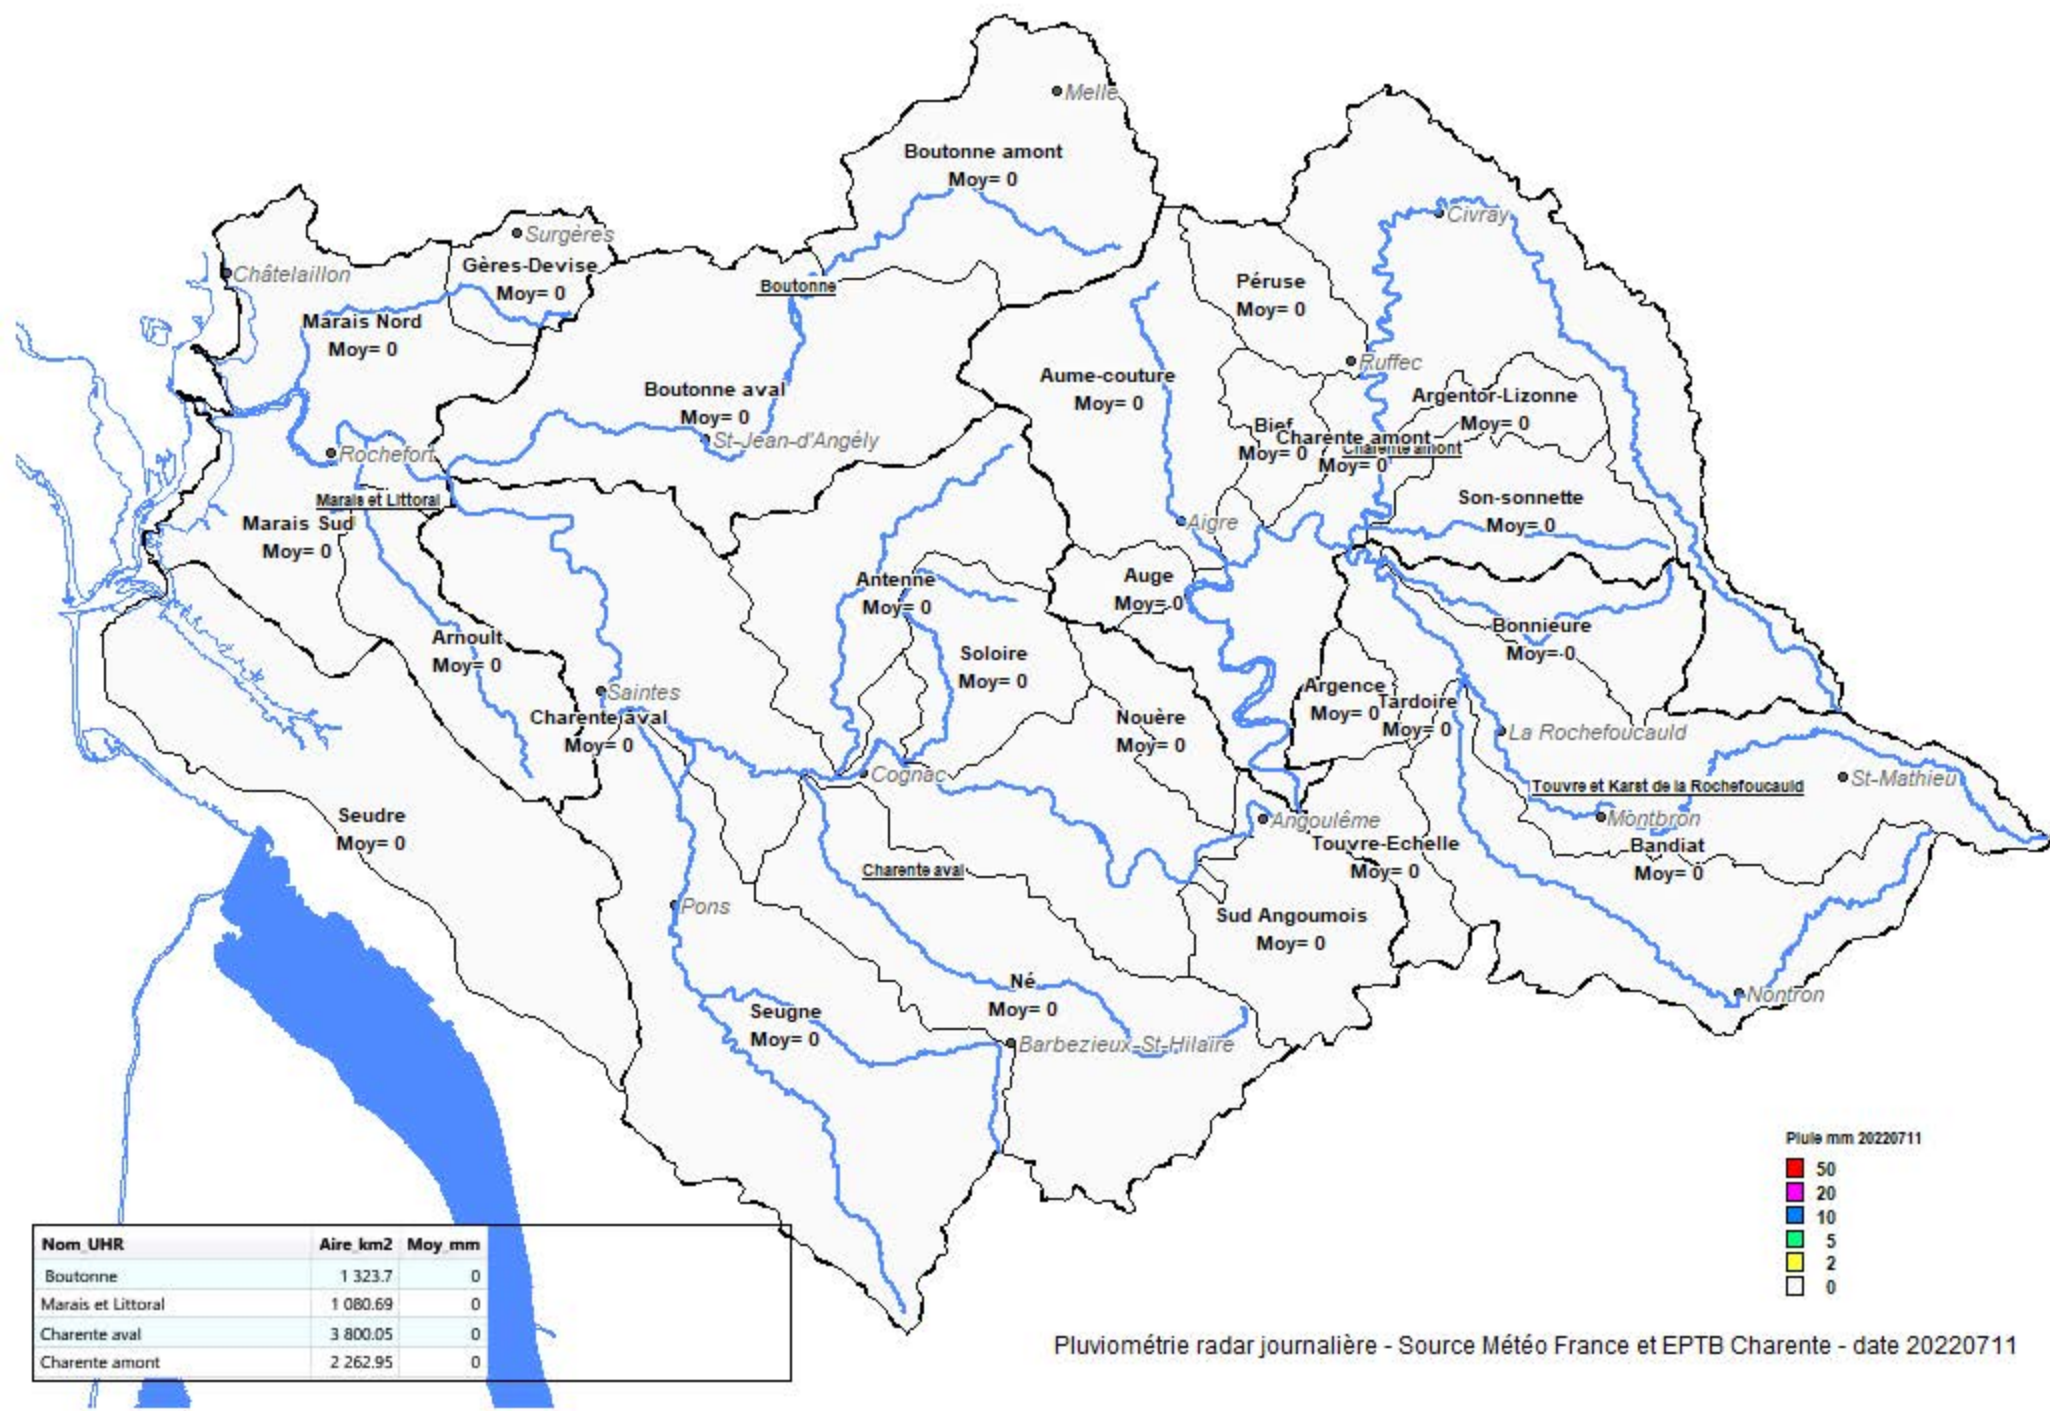 Melle
Boutonne amont
Moy= 0
Civray
Surgères
Châtelaillon
Gères-Devise
Moy= 0
Boutonne
Péruse
Moy= 0
Marais Nord
Moy= 0
Ruffec
Aume-couture
Moy= 0
Boutonne aval
Moy= 0
Argentor-Lizonne
Moy= 0
St-Jean-d'Angély
Bief
Moy= 0
Charente amont
Moy= 0
Charente amont
Rochefort
Marais et Littoral
Son-sonnette
Moy= 0
Marais Sud
Moy= 0
Aigre
Antenne
Moy= 0
Auge
Moy= 0
Bonnieure
Moy= 0
Arnoult
Moy= 0
Soloire
Moy= 0
Saintes
Argence
Moy= 0
Tardoire
Moy= 0
Charente aval
Moy= 0
Nouère
Moy= 0
La Rochefoucauld
Cognac
Touvre et Karst de la Rochefoucauld
St-Mathieu
Seudre
Moy= 0
Angoulême
Montbron
Touvre-Echelle
Moy= 0
Bandiat
Moy= 0
Charente aval
Pons
Sud Angoumois
Moy= 0
Né
Moy= 0
Nontron
Seugne
Moy= 0
Barbezieux-St-Hilaire
Pluie mm 20220711
50
20
10
5
2
0
Nom_UHR Aire_km2 Moy_mm
Boutonne 1 323.7 0
Marais et Littoral 1 080.69 0
Charente aval 3 800.05 0
Charente amont 2 262.95 0
Pluviométrie radar journalière - Source Météo France et EPTB Charente - date 20220711